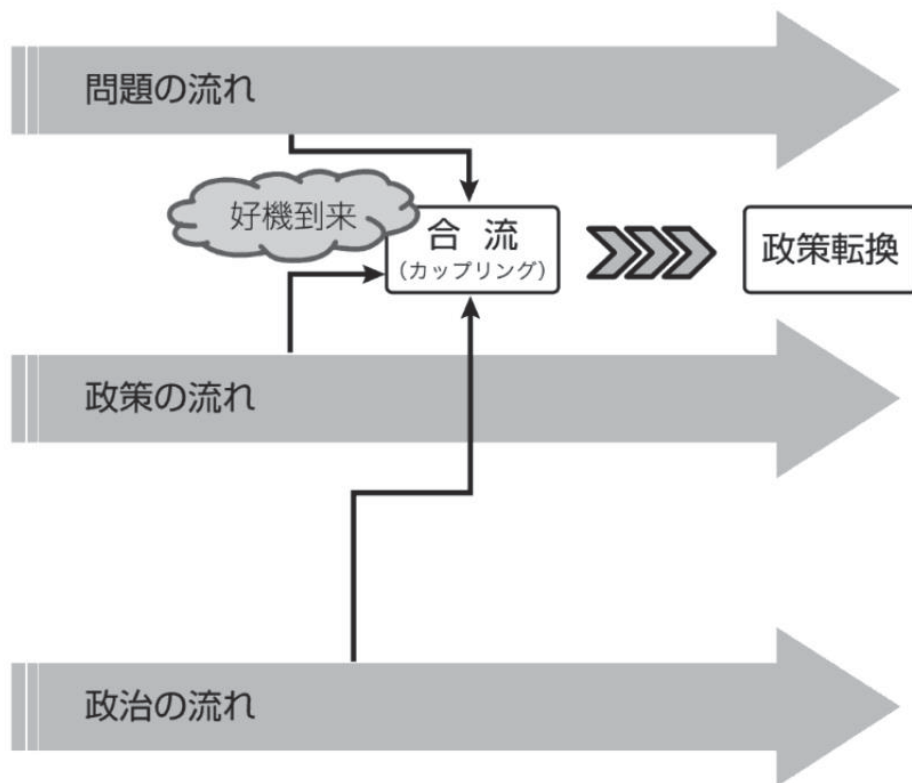 問題の流れ
好機到来
合 流
(カップリング)
政策転換
政策の流れ
政治の流れ